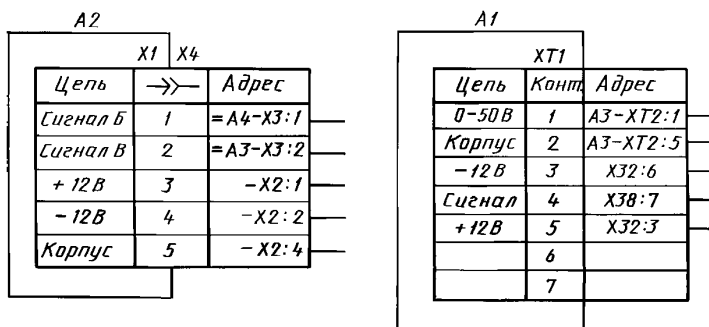 A2
X1 X4
Цепь Адрес
Сигнал Б 1 =A4-X3:1
Сигнал В 2 =A3-X3:2
+12В 3 -X2:1
-12В 4 -X2:2
Корпус 5 -X2:4
A1
XT1
Цепь Конт. Адрес
0-50В 1 A3-XT2:1
Корпус 2 A3-XT2:5
-12В 3 X32:6
Сигнал 4 X38:7
+12В 5 X32:3
6
7